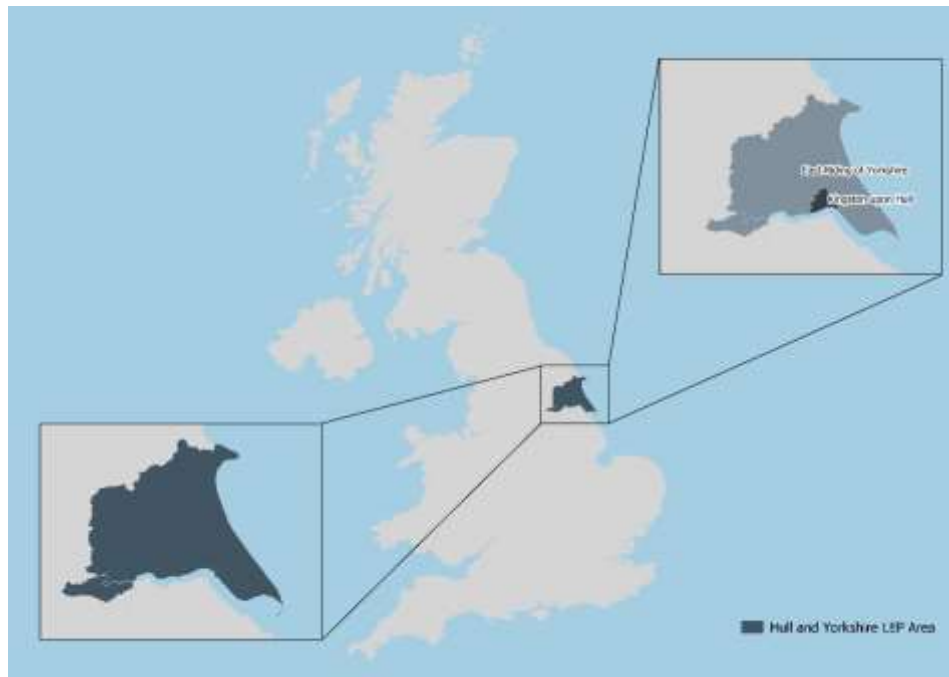 East Riding of Yorkshire
Kingston upon Hull
Hull and Yorkshire LEP Area